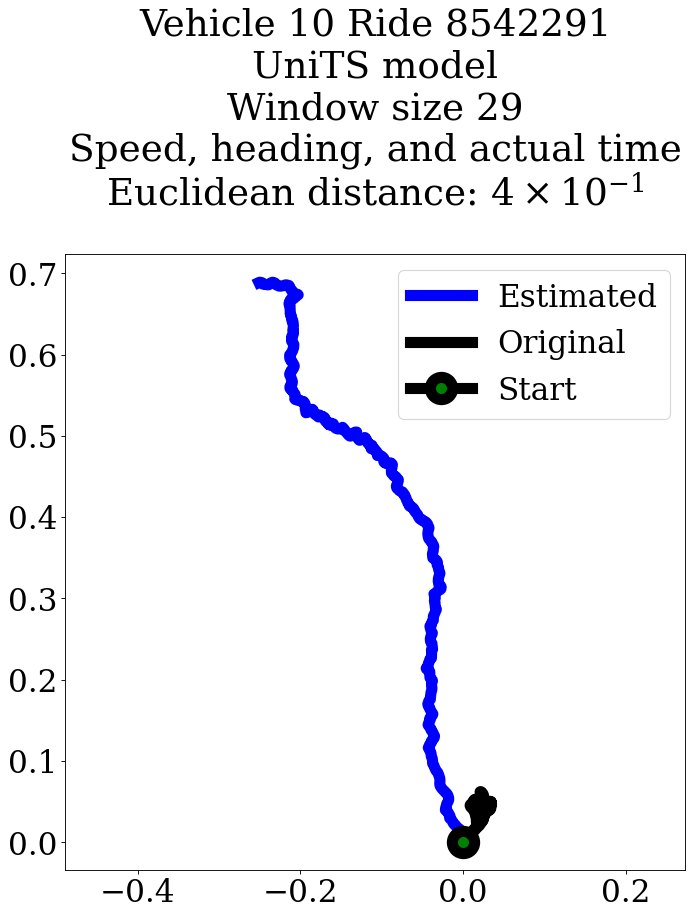 Vehicle 10 Ride 8542291
UniTS model
Window size 29
Speed, heading, and actual time
Euclidean distance: 4 × 10⁻¹
Estimated
Original
Start
0.7
0.6
0.5
0.4
0.3
0.2
0.1
0.0
−0.4
−0.2
0.0
0.2